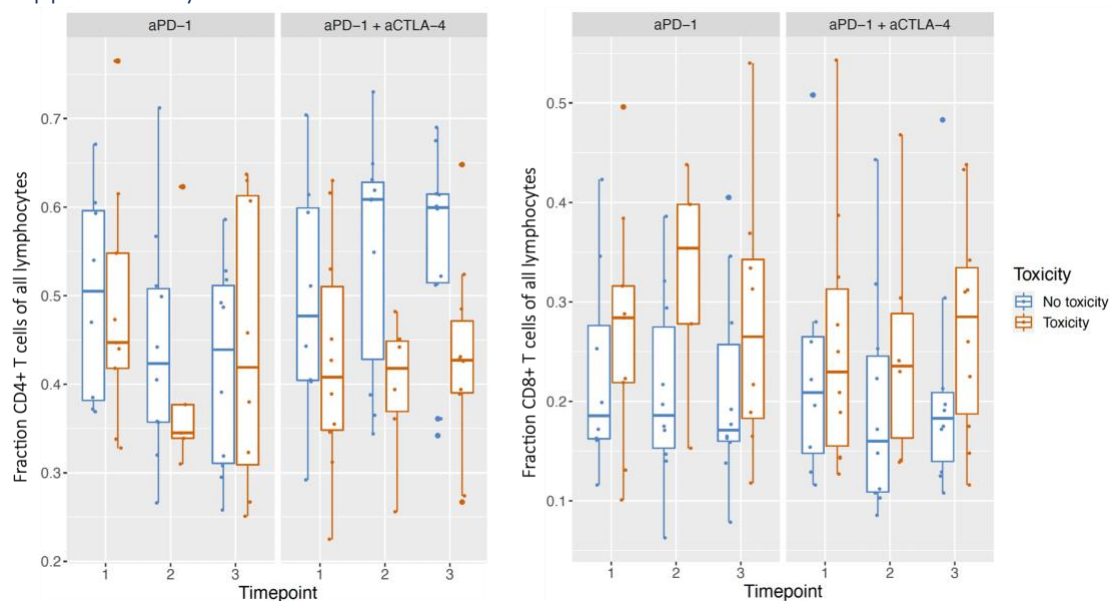 aPD-1
aPD-1 + aCTLA-4
Fraction CD4+ T cells of all lymphocytes
0.7
0.6
0.5
0.4
0.3
0.2
1 2 3 1 2 3
Timepoint
aPD-1
aPD-1 + aCTLA-4
Fraction CD8+ T cells of all lymphocytes
0.5
0.4
0.3
0.2
0.1
1 2 3 1 2 3
Timepoint
Toxicity
No toxicity
Toxicity